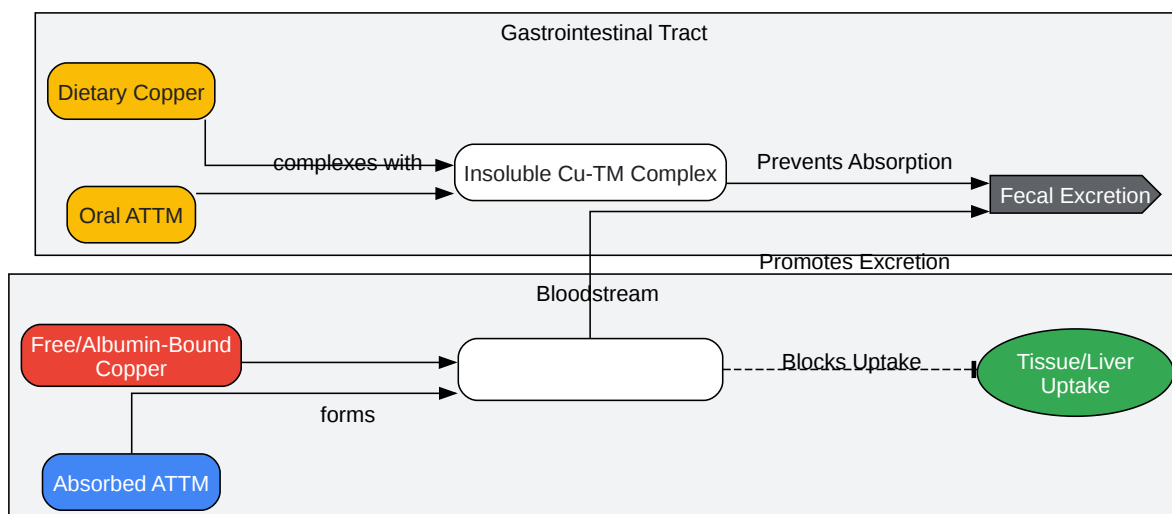 Gastrointestinal Tract
Dietary Copper
complexes with
Insoluble Cu-TM Complex
Prevents Absorption
Oral ATTM
Fecal Excretion
Promotes Excretion
Bloodstream
Free/Albumin-Bound
Copper
Blocks Uptake
Tissue/Liver
Uptake
forms
Absorbed ATTM